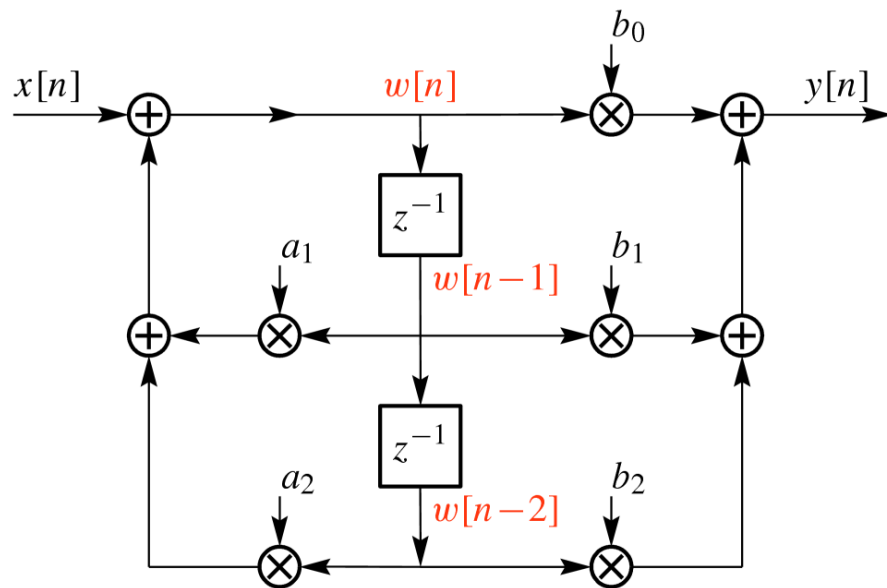 b₀
x[n] w[n] y[n]
z⁻¹
a₁ b₁
w[n−1]
z⁻¹
a₂ b₂
w[n−2]